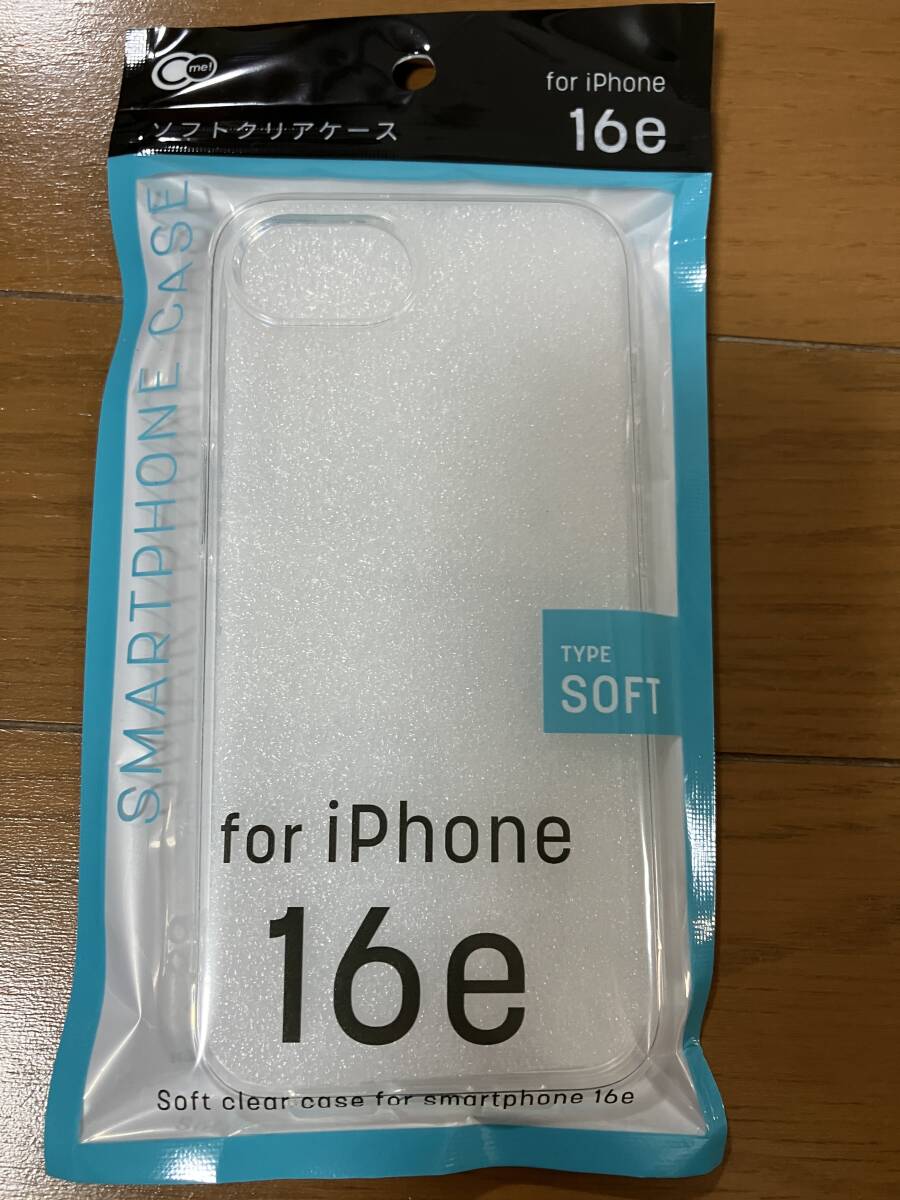 C me!
for iPhone
16e
ソフトクリアケース
SMARTPHONE CASE
TYPE
SOFT
for iPhone
16e
Soft clear case for smartphone 16e